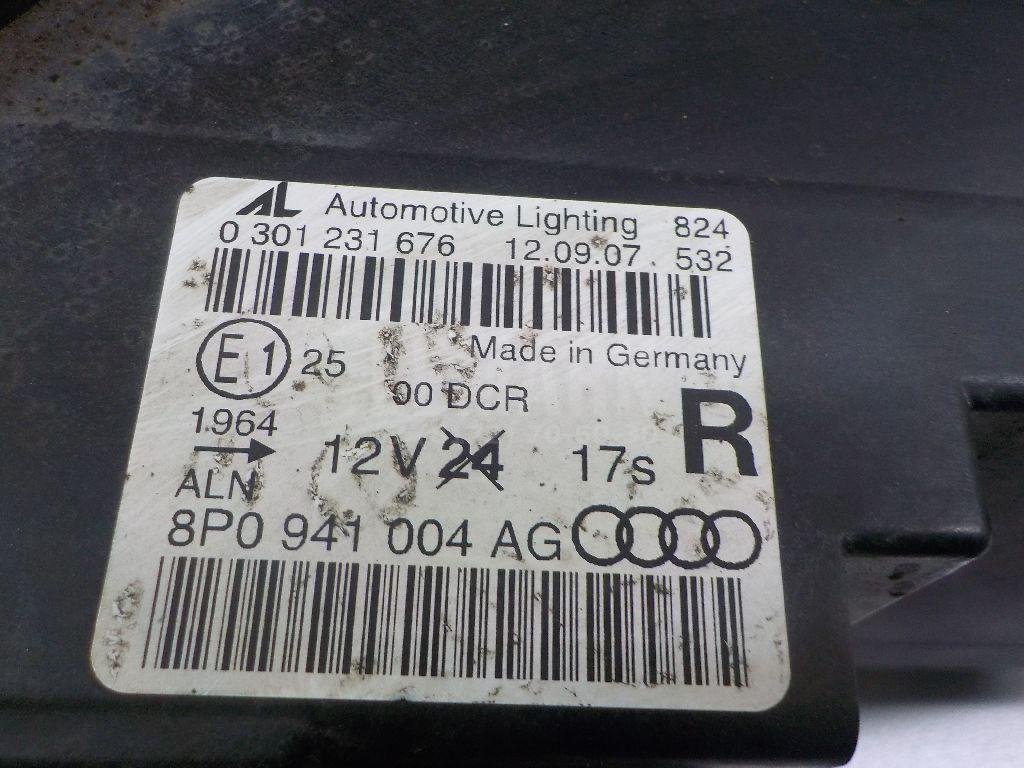 AL Automotive Lighting 824
0 301 231 676 12.09.07 532
Made in Germany
E1 25
00 DCR
1964
12V 24 17s R
ALN
8P0 941 004 AG